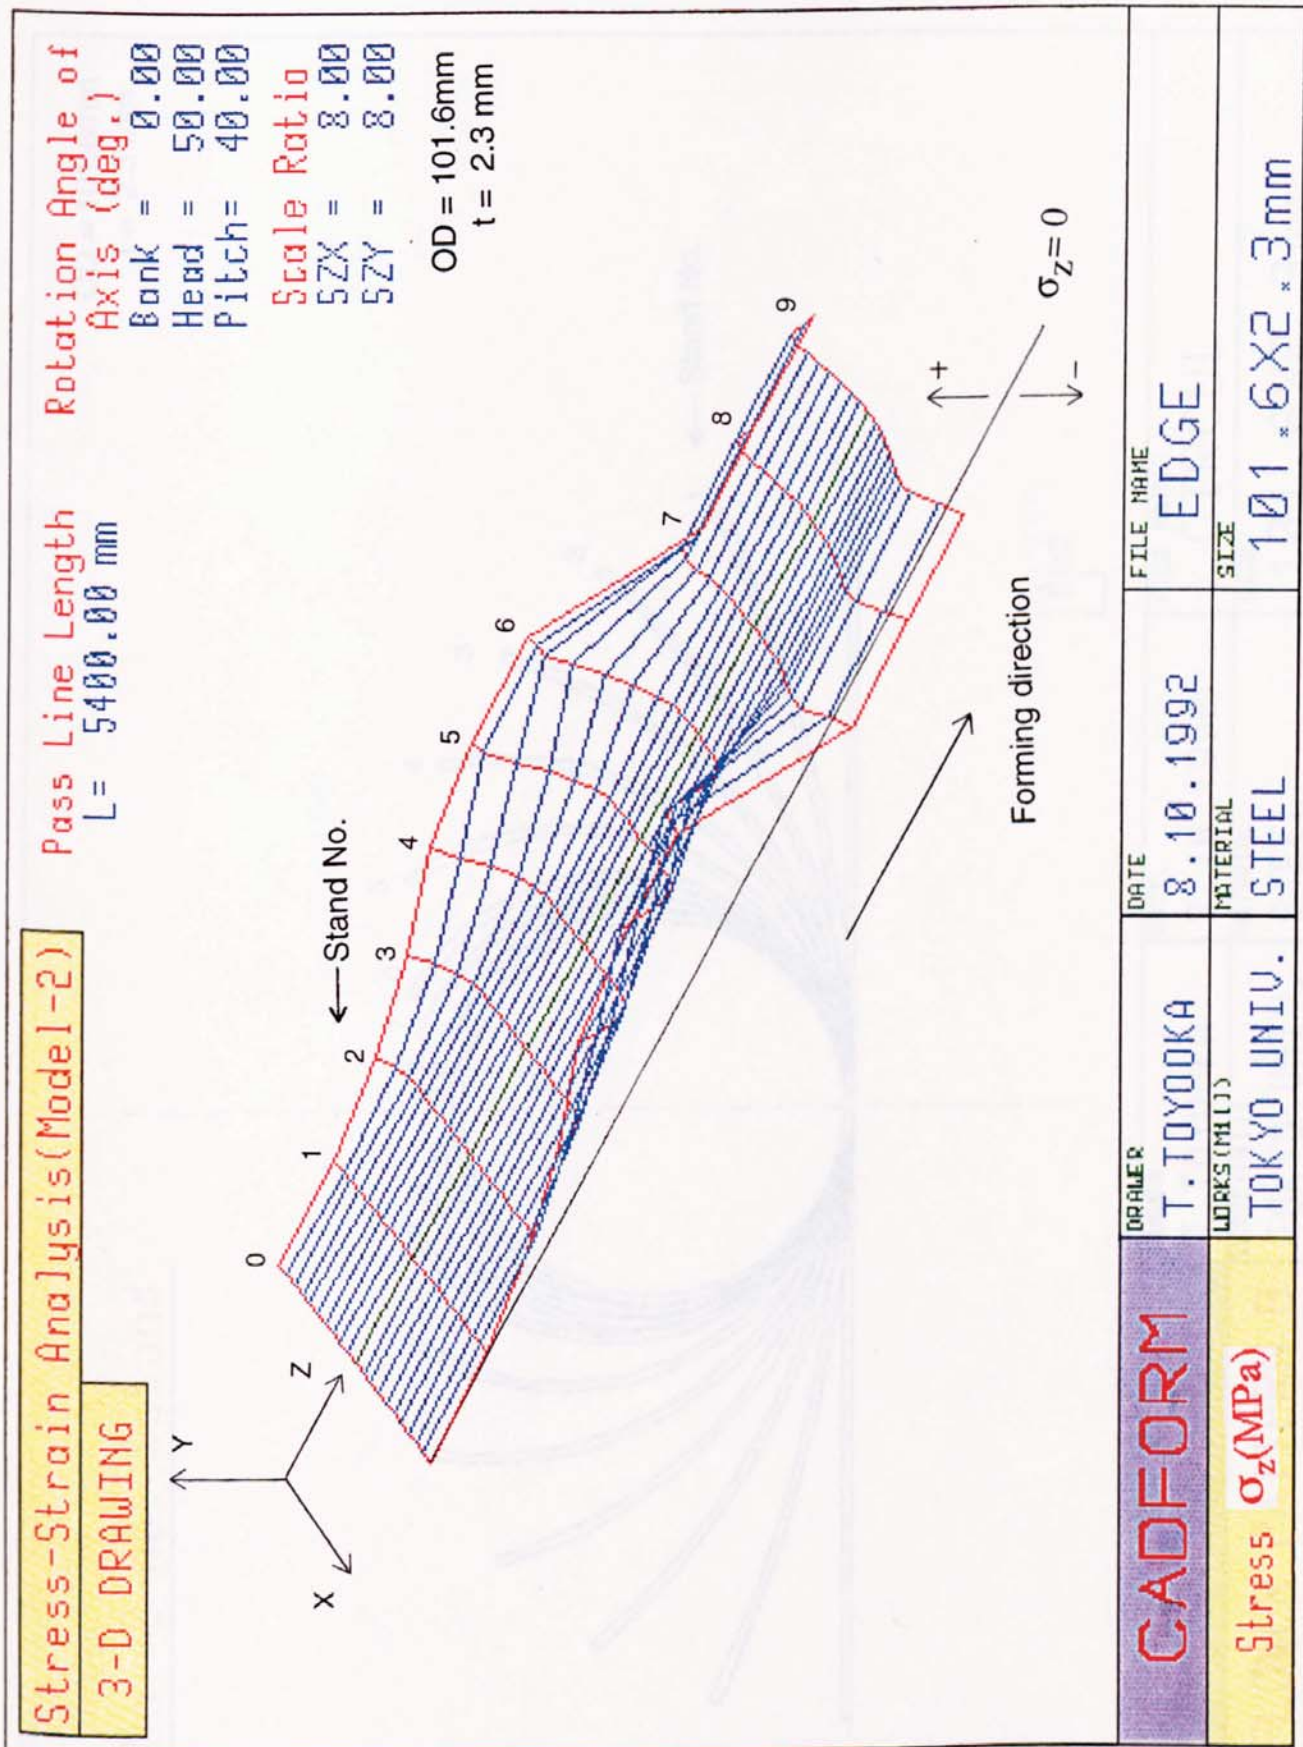 Stress-Strain Analysis(Model-2)
3-D DRAWING
Pass Line Length
L= 5400.00 mm
Rotation Angle of
Axis (deg.)
Bank = 0.00
Head = 50.00
Pitch= 40.00
Scale Ratio
SZX = 8.00
SZY = 8.00
OD = 101.6mm
t = 2.3 mm
Y
Z
X
←Stand No.
0
1
2
3
4
5
6
7
8
9
+
-
σz= 0
Forming direction
CADFORM
DRAWER
T. TOYOOKA
DATE
8.10.1992
FILE NAME
EDGE
Stress σz(MPa)
WORKS(Mill)
TOKYO UNIV.
MATERIAL
STEEL
SIZE
101.6X2.3mm